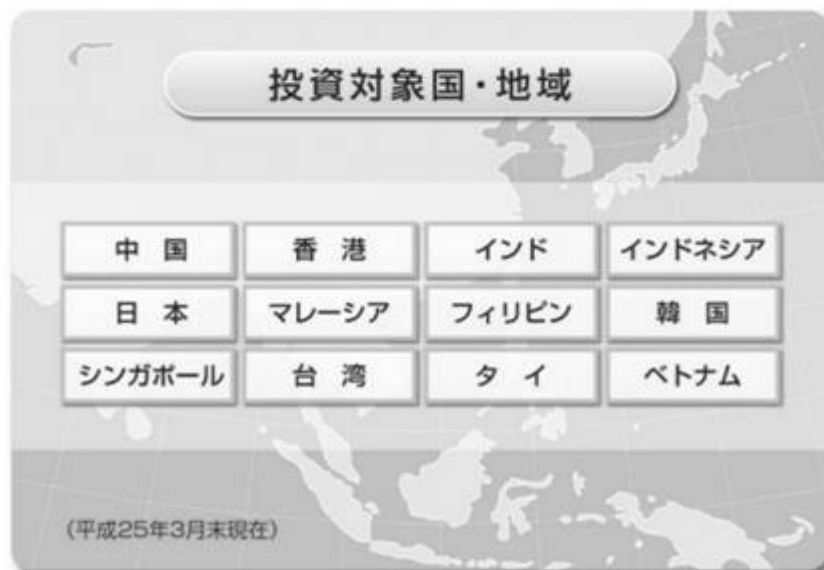 投資対象国・地域
中 国 香 港 インド インドネシア
日 本 マレーシア フィリピン 韓 国
シンガポール 台 湾 タ イ ベトナム
(平成25年3月末現在)